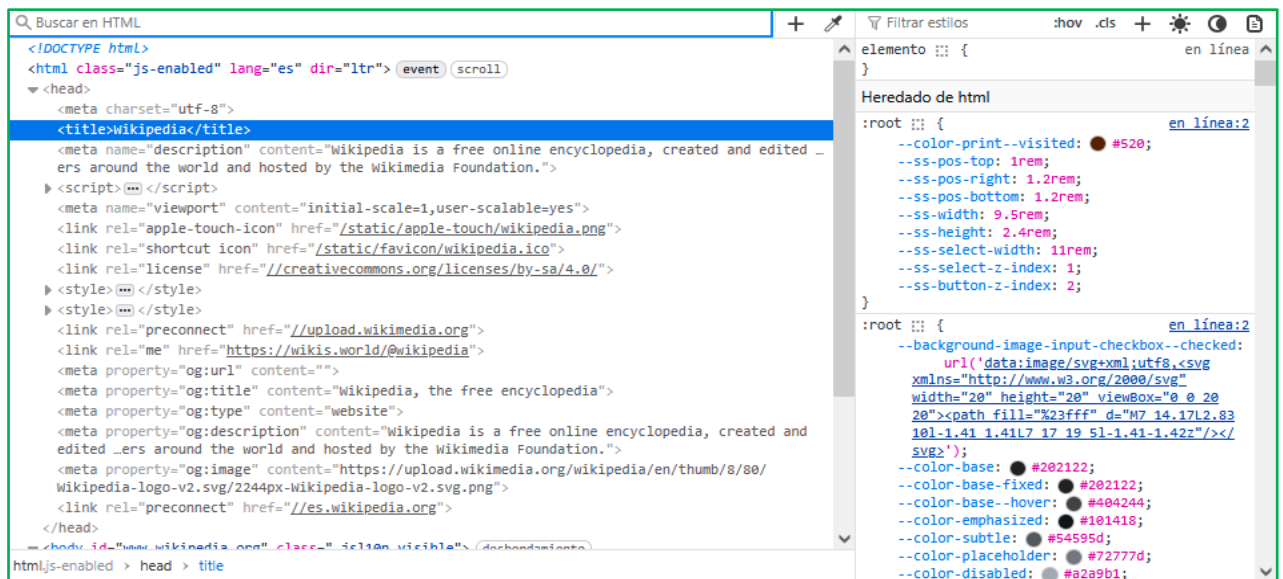 Buscar en HTML
<!DOCTYPE html>
<html class="js-enabled" lang="es" dir="ltr"> event scroll
<head>
<meta charset="utf-8">
<title>Wikipedia</title>
<meta name="description" content="Wikipedia is a free online encyclopedia, created and edited …
ers around the world and hosted by the Wikimedia Foundation.">
<script> ··· </script>
<meta name="viewport" content="initial-scale=1,user-scalable=yes">
<link rel="apple-touch-icon" href="/static/apple-touch/wikipedia.png">
<link rel="shortcut icon" href="/static/favicon/wikipedia.ico">
<link rel="license" href="//creativecommons.org/licenses/by-sa/4.0/">
<style> ··· </style>
<style> ··· </style>
<link rel="preconnect" href="//upload.wikimedia.org">
<link rel="me" href="https://wikis.world/@wikipedia">
<meta property="og:url" content="">
<meta property="og:title" content="Wikipedia, the free encyclopedia">
<meta property="og:type" content="website">
<meta property="og:description" content="Wikipedia is a free online encyclopedia, created and
edited …ers around the world and hosted by the Wikimedia Foundation.">
<meta property="og:image" content="https://upload.wikimedia.org/wikipedia/en/thumb/8/80/
Wikipedia-logo-v2.svg/2244px-Wikipedia-logo-v2.svg.png">
<link rel="preconnect" href="//es.wikipedia.org">
</head>
<body id="www-wikipedia-org" class=" jsl10n-visible"> desbordamiento
html.js-enabled > head > title
Filtrar estilos :hov .cls
elemento { en línea
}
Heredado de html
:root { en línea:2
--color-print--visited: #520;
--ss-pos-top: 1rem;
--ss-pos-right: 1.2rem;
--ss-pos-bottom: 1.2rem;
--ss-width: 9.5rem;
--ss-height: 2.4rem;
--ss-select-width: 11rem;
--ss-select-z-index: 1;
--ss-button-z-index: 2;
}
:root { en línea:2
--background-image-input-checkbox--checked:
url('data:image/svg+xml;utf8,<svg
xmlns="http://www.w3.org/2000/svg"
width="20" height="20" viewBox="0 0 20
20"><path fill="%23fff" d="M7 14.17L2.83
10l-1.41 1.41L7 17 19 5l-1.41-1.42z"/></
svg>');
--color-base: #202122;
--color-base-fixed: #202122;
--color-base--hover: #404244;
--color-emphasized: #101418;
--color-subtle: #54595d;
--color-placeholder: #72777d;
--color-disabled: #a2a9b1;